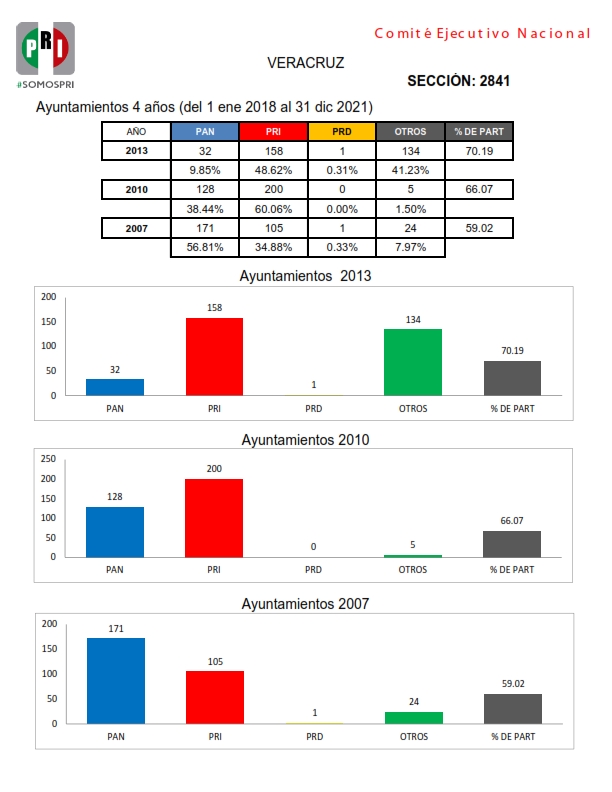 Comité Ejecutivo Nacional
PRI
#SOMOSPRI
VERACRUZ
SECCIÓN: 2841
Ayuntamientos 4 años (del 1 ene 2018 al 31 dic 2021)
AÑO PAN PRI PRD OTROS % DE PART
2013 32 158 1 134 70.19
9.85% 48.62% 0.31% 41.23%
2010 128 200 0 5 66.07
38.44% 60.06% 0.00% 1.50%
2007 171 105 1 24 59.02
56.81% 34.88% 0.33% 7.97%
Ayuntamientos 2013
200
150
100
50
0
32 158 1 134 70.19
PAN PRI PRD OTROS % DE PART
Ayuntamientos 2010
250
200
150
100
50
0
128 200 0 5 66.07
PAN PRI PRD OTROS % DE PART
Ayuntamientos 2007
200
150
100
50
0
171 105 1 24 59.02
PAN PRI PRD OTROS % DE PART